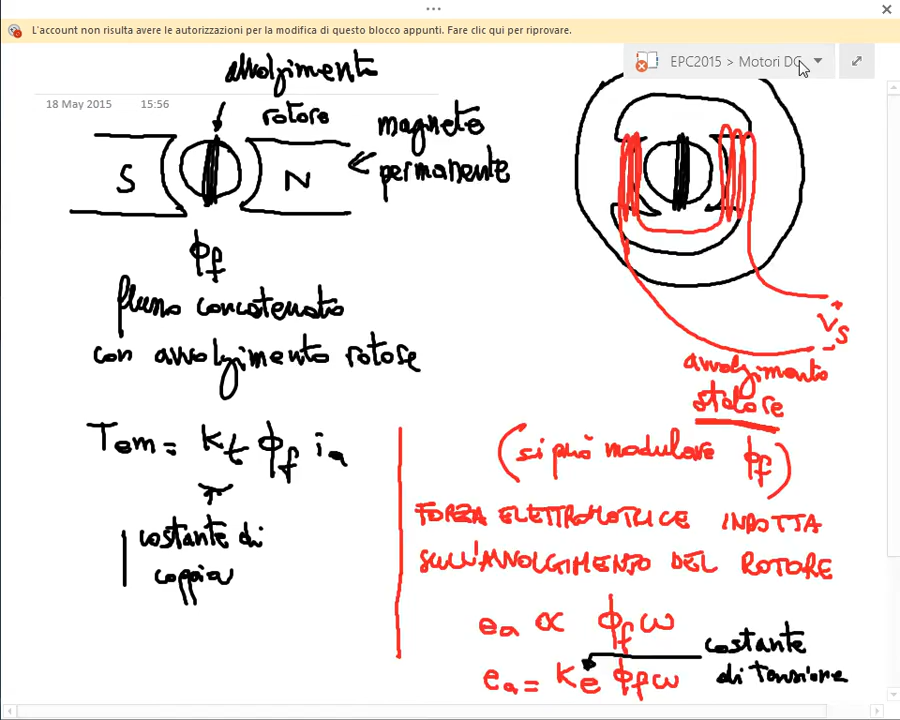 L'account non risulta avere le autorizzazioni per la modifica di questo blocco appunti. Fare clic qui per riprovare.
EPC2015 > Motori DC
18 May 2015 15:56
avvolgimento
rotore
magnete
permanente
S
N
ϕf
flusso concatenato
con avvolgimento rotore
Tem = kt ϕf ia
costante di
coppia
+
Vs
-
avvolgimento
statore
(si può modulare ϕf)
FORZA ELETTROMOTRICE INDOTTA
SULL'AVVOLGIMENTO DEL ROTORE
ea ∝ ϕf ω
ea = ke ϕf ω
costante
di tensione